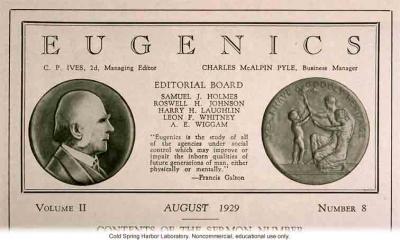 EUGENICS
C. P. IVES, 2d, Managing Editor CHARLES McALPIN PYLE, Business Manager
EDITORIAL BOARD
SAMUEL J. HOLMES
ROSWELL H. JOHNSON
HARRY H. LAUGHLIN
LEON F. WHITNEY
A. E. WIGGAM
"Eugenics is the study of all
of the agencies under social
control which may improve or
impair the inborn qualities of
future generations of man, either
physically or mentally."
—Francis Galton
VOLUME II AUGUST 1929 NUMBER 8
CONTENTS OF THE SERMON NUMBER
Cold Spring Harbor Laboratory. Noncommercial, educational use only.